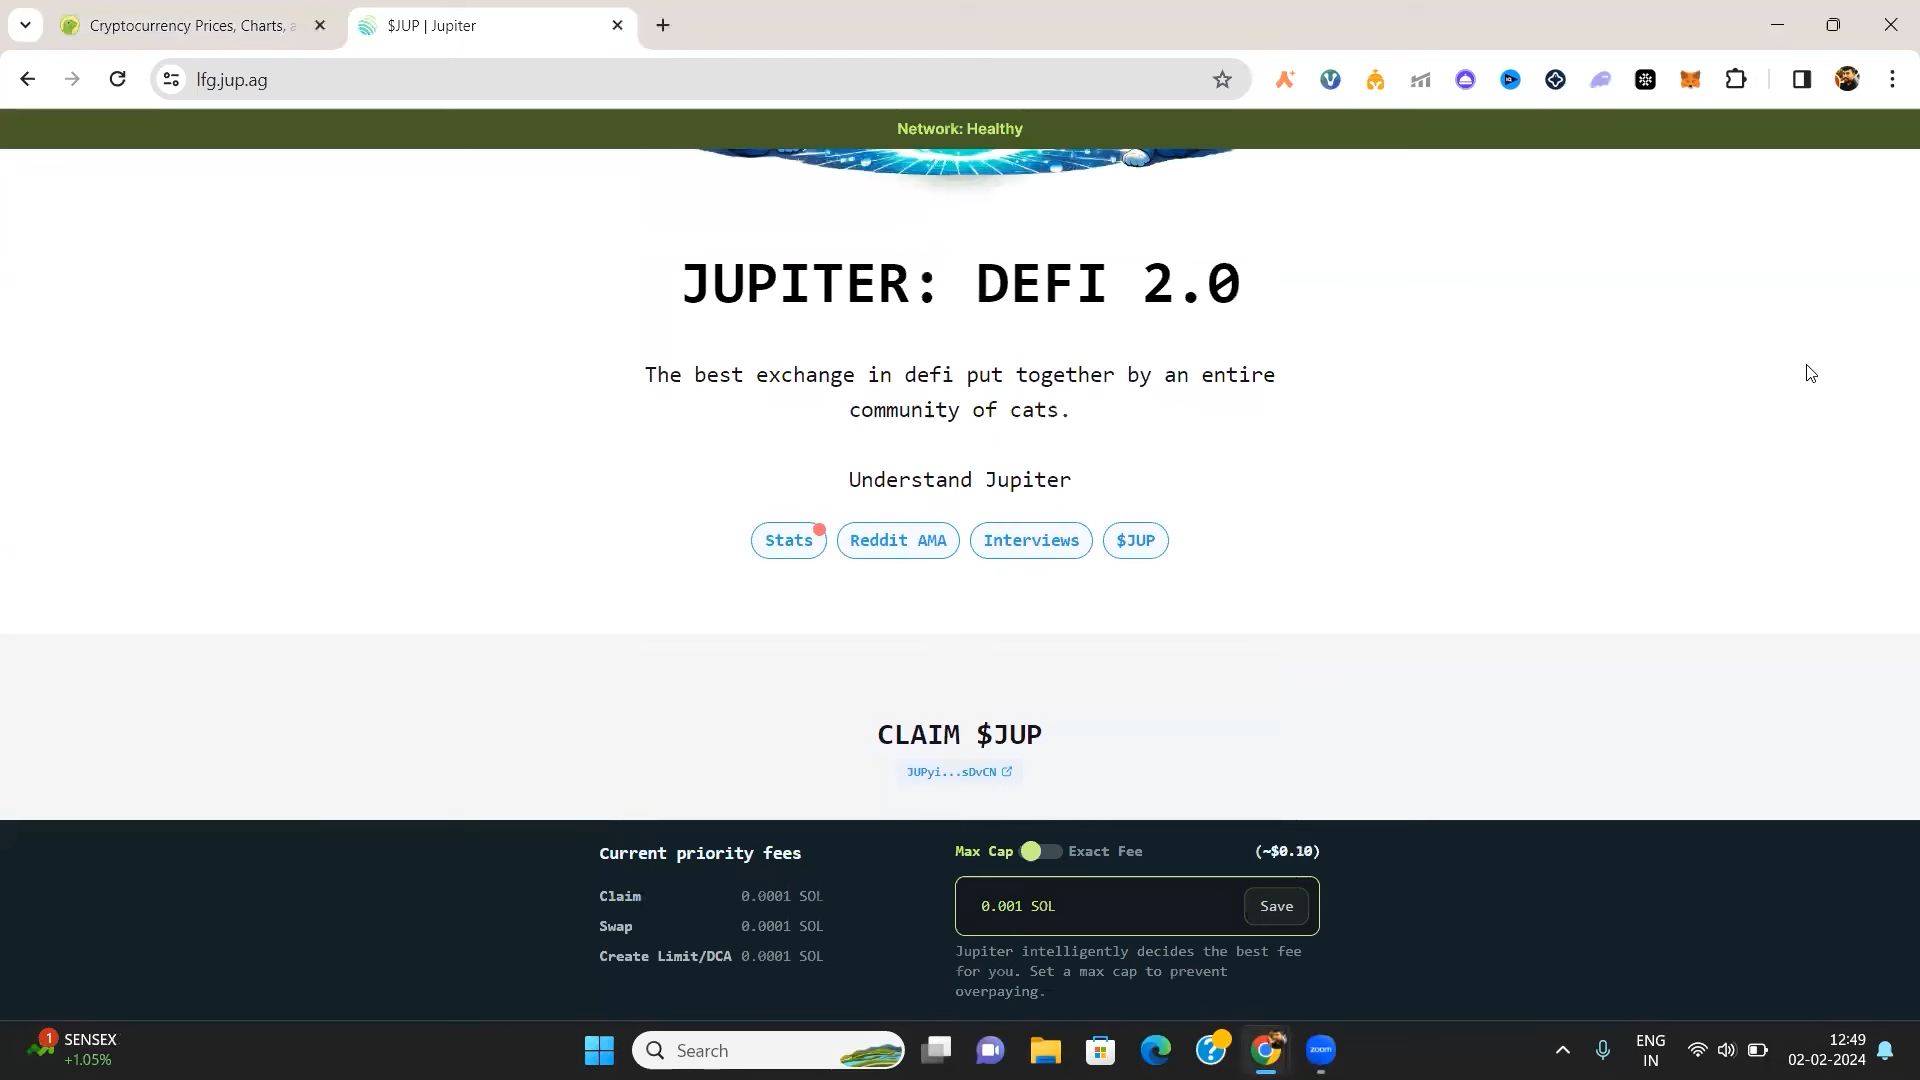 Cryptocurrency Prices, Charts, a
$JUP | Jupiter
lfg.jup.ag
Network: Healthy
JUPITER: DEFI 2.0
The best exchange in defi put together by an entire
community of cats.
Understand Jupiter
Stats
Reddit AMA
Interviews
$JUP
CLAIM $JUP
JUPyi...sDvCN
Current priority fees
Claim 0.0001 SOL
Swap 0.0001 SOL
Create Limit/DCA 0.0001 SOL
Max Cap Exact Fee (~$0.10)
0.001 SOL Save
Jupiter intelligently decides the best fee
for you. Set a max cap to prevent
overpaying.
1
SENSEX
+1.05%
Search
zoom
ENG
IN
12:49
02-02-2024